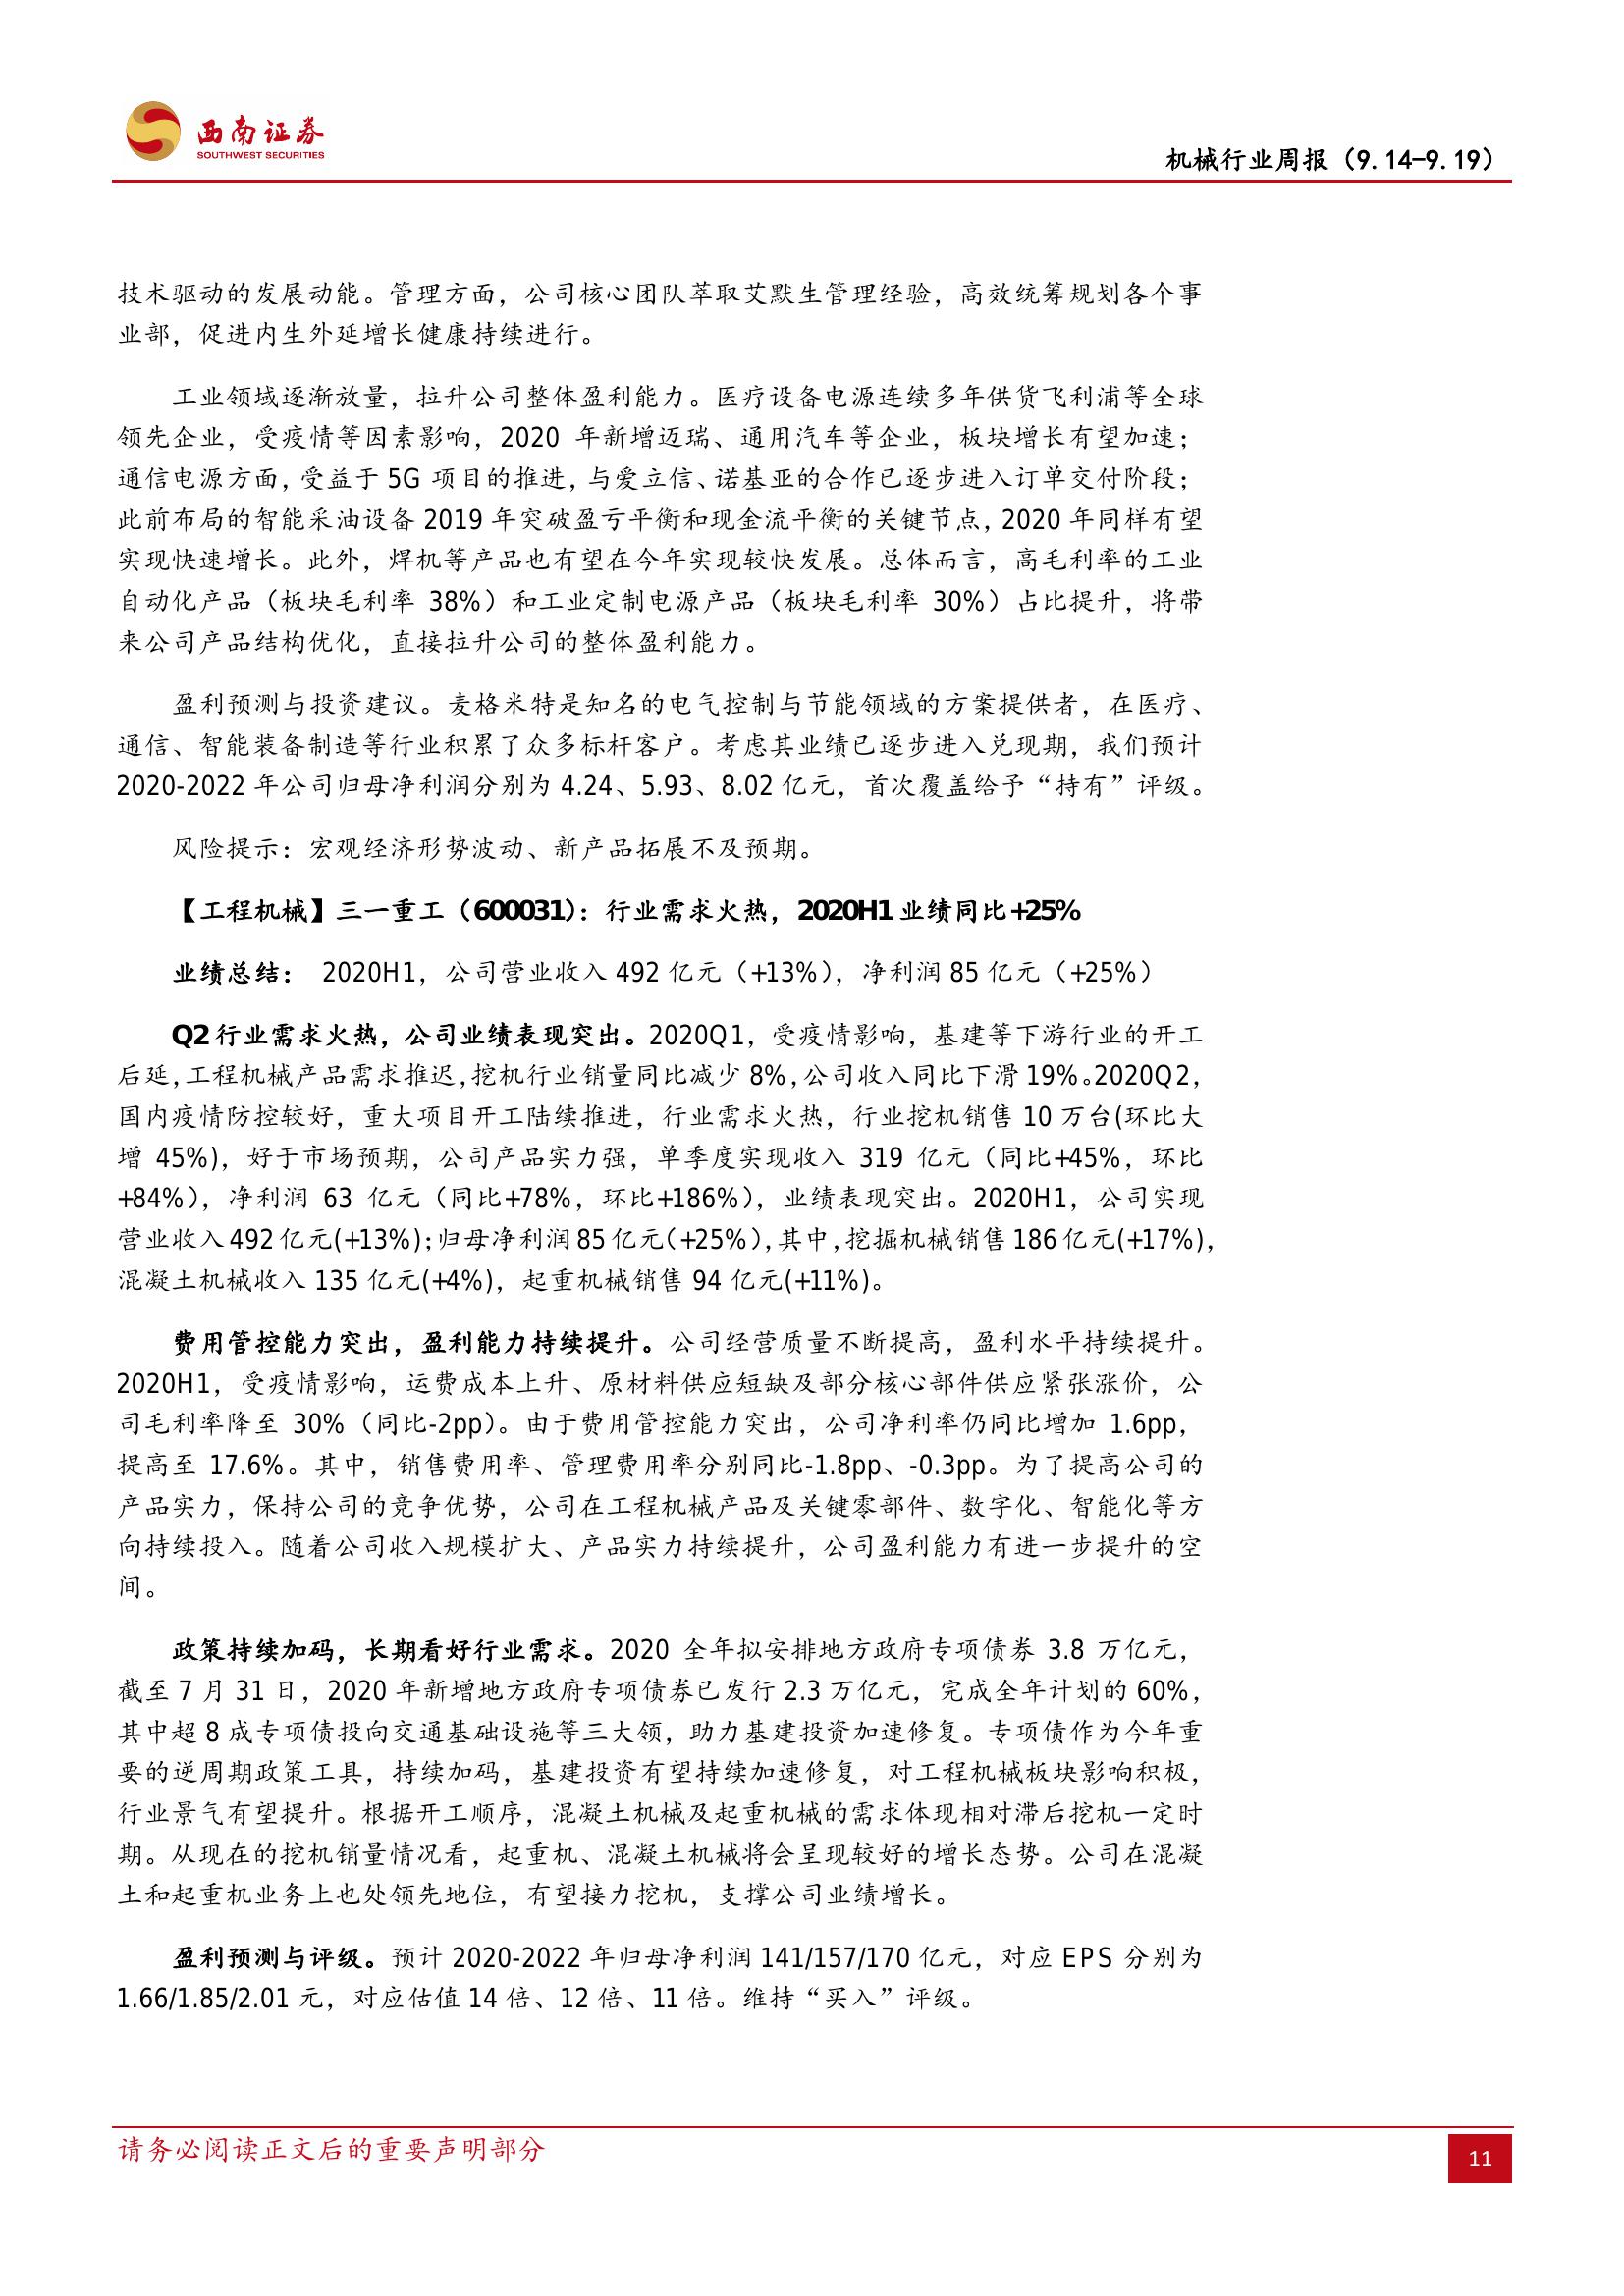 西南证券
SOUTHWEST SECURITIES
机械行业周报（9.14-9.19）
技术驱动的发展动能。管理方面，公司核心团队萃取艾默生管理经验，高效统筹规划各个事
业部，促进内生外延增长健康持续进行。
工业领域逐渐放量，拉升公司整体盈利能力。医疗设备电源连续多年供货飞利浦等全球
领先企业，受疫情等因素影响，2020 年新增迈瑞、通用汽车等企业，板块增长有望加速；
通信电源方面，受益于 5G 项目的推进，与爱立信、诺基亚的合作已逐步进入订单交付阶段；
此前布局的智能采油设备 2019 年突破盈亏平衡和现金流平衡的关键节点，2020 年同样有望
实现快速增长。此外，焊机等产品也有望在今年实现较快发展。总体而言，高毛利率的工业
自动化产品（板块毛利率 38%）和工业定制电源产品（板块毛利率 30%）占比提升，将带
来公司产品结构优化，直接拉升公司的整体盈利能力。
盈利预测与投资建议。麦格米特是知名的电气控制与节能领域的方案提供者，在医疗、
通信、智能装备制造等行业积累了众多标杆客户。考虑其业绩已逐步进入兑现期，我们预计
2020-2022 年公司归母净利润分别为 4.24、5.93、8.02 亿元，首次覆盖给予“持有”评级。
风险提示：宏观经济形势波动、新产品拓展不及预期。
【工程机械】三一重工（600031）：行业需求火热，2020H1 业绩同比+25%
业绩总结： 2020H1，公司营业收入 492 亿元（+13%），净利润 85 亿元（+25%）
Q2 行业需求火热，公司业绩表现突出。2020Q1，受疫情影响，基建等下游行业的开工
后延，工程机械产品需求推迟，挖机行业销量同比减少 8%，公司收入同比下滑 19%。2020Q2，
国内疫情防控较好，重大项目开工陆续推进，行业需求火热，行业挖机销售 10 万台(环比大
增 45%)，好于市场预期，公司产品实力强，单季度实现收入 319 亿元（同比+45%，环比
+84%），净利润 63 亿元（同比+78%，环比+186%），业绩表现突出。2020H1，公司实现
营业收入 492 亿元(+13%)；归母净利润 85 亿元（+25%），其中，挖掘机械销售 186 亿元(+17%)，
混凝土机械收入 135 亿元(+4%)，起重机械销售 94 亿元(+11%)。
费用管控能力突出，盈利能力持续提升。公司经营质量不断提高，盈利水平持续提升。
2020H1，受疫情影响，运费成本上升、原材料供应短缺及部分核心部件供应紧张涨价，公
司毛利率降至 30%（同比-2pp）。由于费用管控能力突出，公司净利率仍同比增加 1.6pp，
提高至 17.6%。其中，销售费用率、管理费用率分别同比-1.8pp、-0.3pp。为了提高公司的
产品实力，保持公司的竞争优势，公司在工程机械产品及关键零部件、数字化、智能化等方
向持续投入。随着公司收入规模扩大、产品实力持续提升，公司盈利能力有进一步提升的空
间。
政策持续加码，长期看好行业需求。2020 全年拟安排地方政府专项债券 3.8 万亿元，
截至 7 月 31 日，2020 年新增地方政府专项债券已发行 2.3 万亿元，完成全年计划的 60%，
其中超 8 成专项债投向交通基础设施等三大领，助力基建投资加速修复。专项债作为今年重
要的逆周期政策工具，持续加码，基建投资有望持续加速修复，对工程机械板块影响积极，
行业景气有望提升。根据开工顺序，混凝土机械及起重机械的需求体现相对滞后挖机一定时
期。从现在的挖机销量情况看，起重机、混凝土机械将会呈现较好的增长态势。公司在混凝
土和起重机业务上也处领先地位，有望接力挖机，支撑公司业绩增长。
盈利预测与评级。预计 2020-2022 年归母净利润 141/157/170 亿元，对应 EPS 分别为
1.66/1.85/2.01 元，对应估值 14 倍、12 倍、11 倍。维持“买入”评级。
请务必阅读正文后的重要声明部分
11